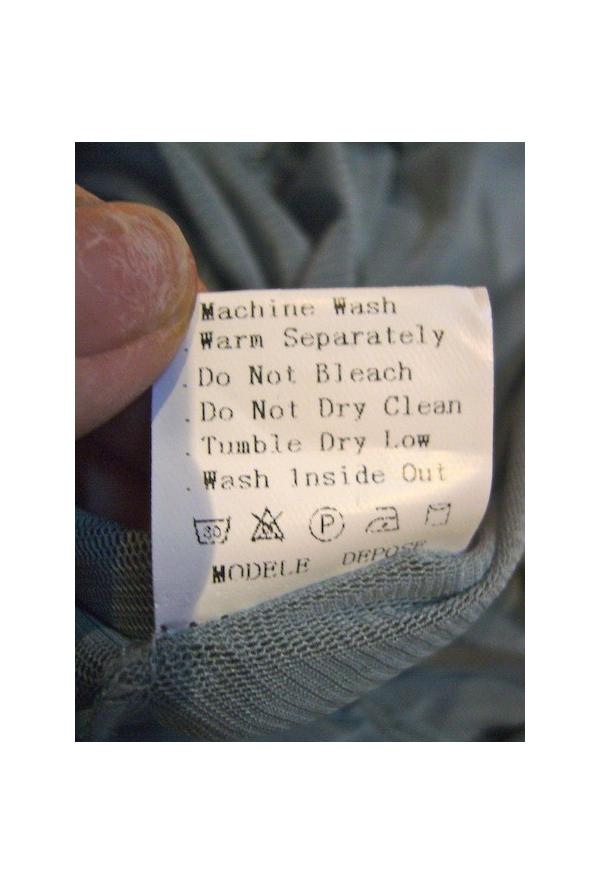 Machine Wash
. Warm Separately
. Do Not Bleach
. Do Not Dry Clean
. Tumble Dry Low
. Wash Inside Out
30 P
MODELE DEPOSE